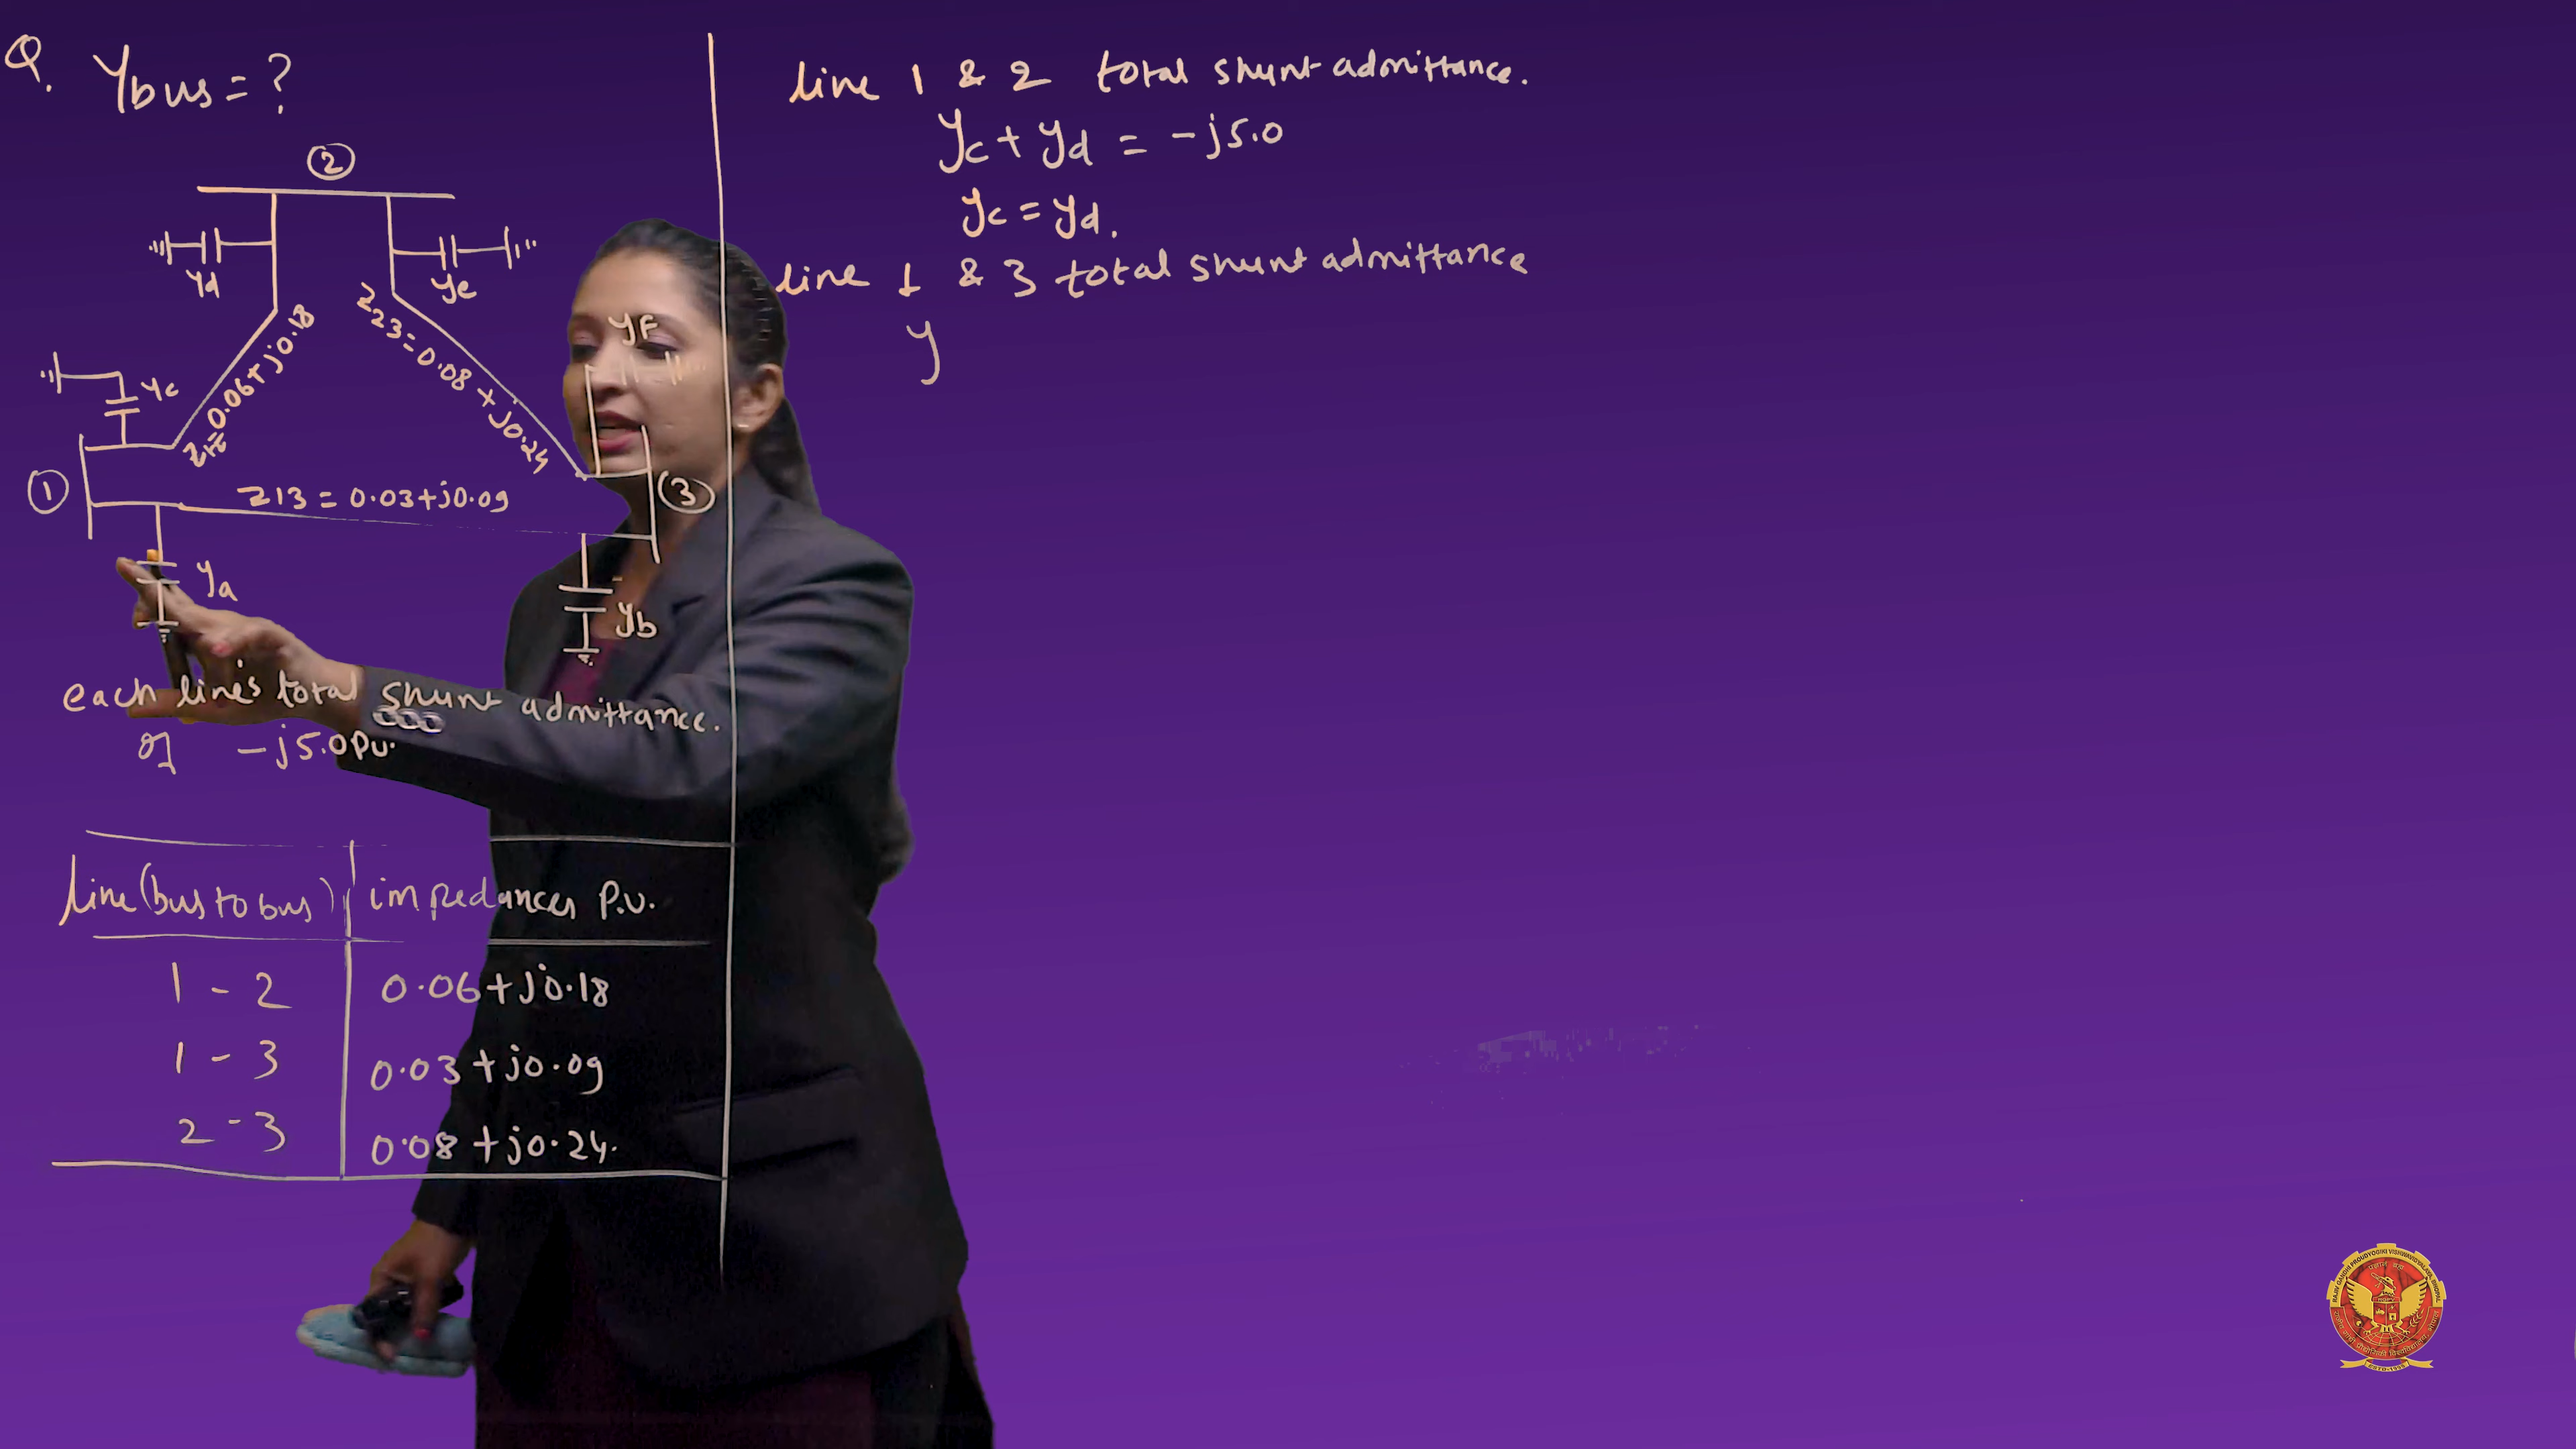 Q. Ybus = ?
②
yd
ye
z12=0.06+j0.18
z23=0.08+j0.24
yF
yc
①
z13 = 0.03+j0.09
③
ya
yb
each line's total shunt admittance.
of -j5.0 PU.
line (bus to bus) impedances P.U.
1 - 2 0.06+j0.18
1 - 3 0.03+j0.09
2 - 3 0.08+j0.24.
line 1 & 2 total shunt admittance.
yc + yd = -j5.0
yc = yd.
line 1 & 3 total shunt admittance
y